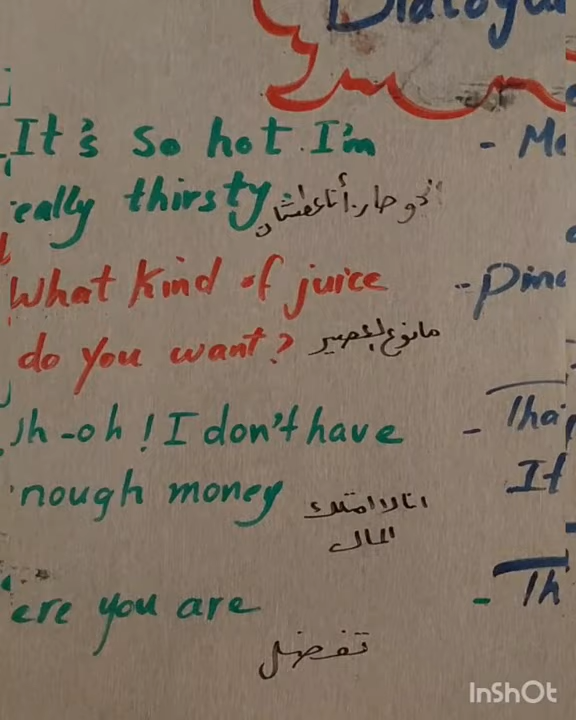 Dialogu
It's so hot. I'm - Me
eally thirsty الجو حار. أنا عطشان
What kind of juice - pine
do you want? ما نوع العصير
Uh-oh! I don't have - Tha
nough money انا لا امتلك It
المال
ere you are - Th
تفضل
InShOt